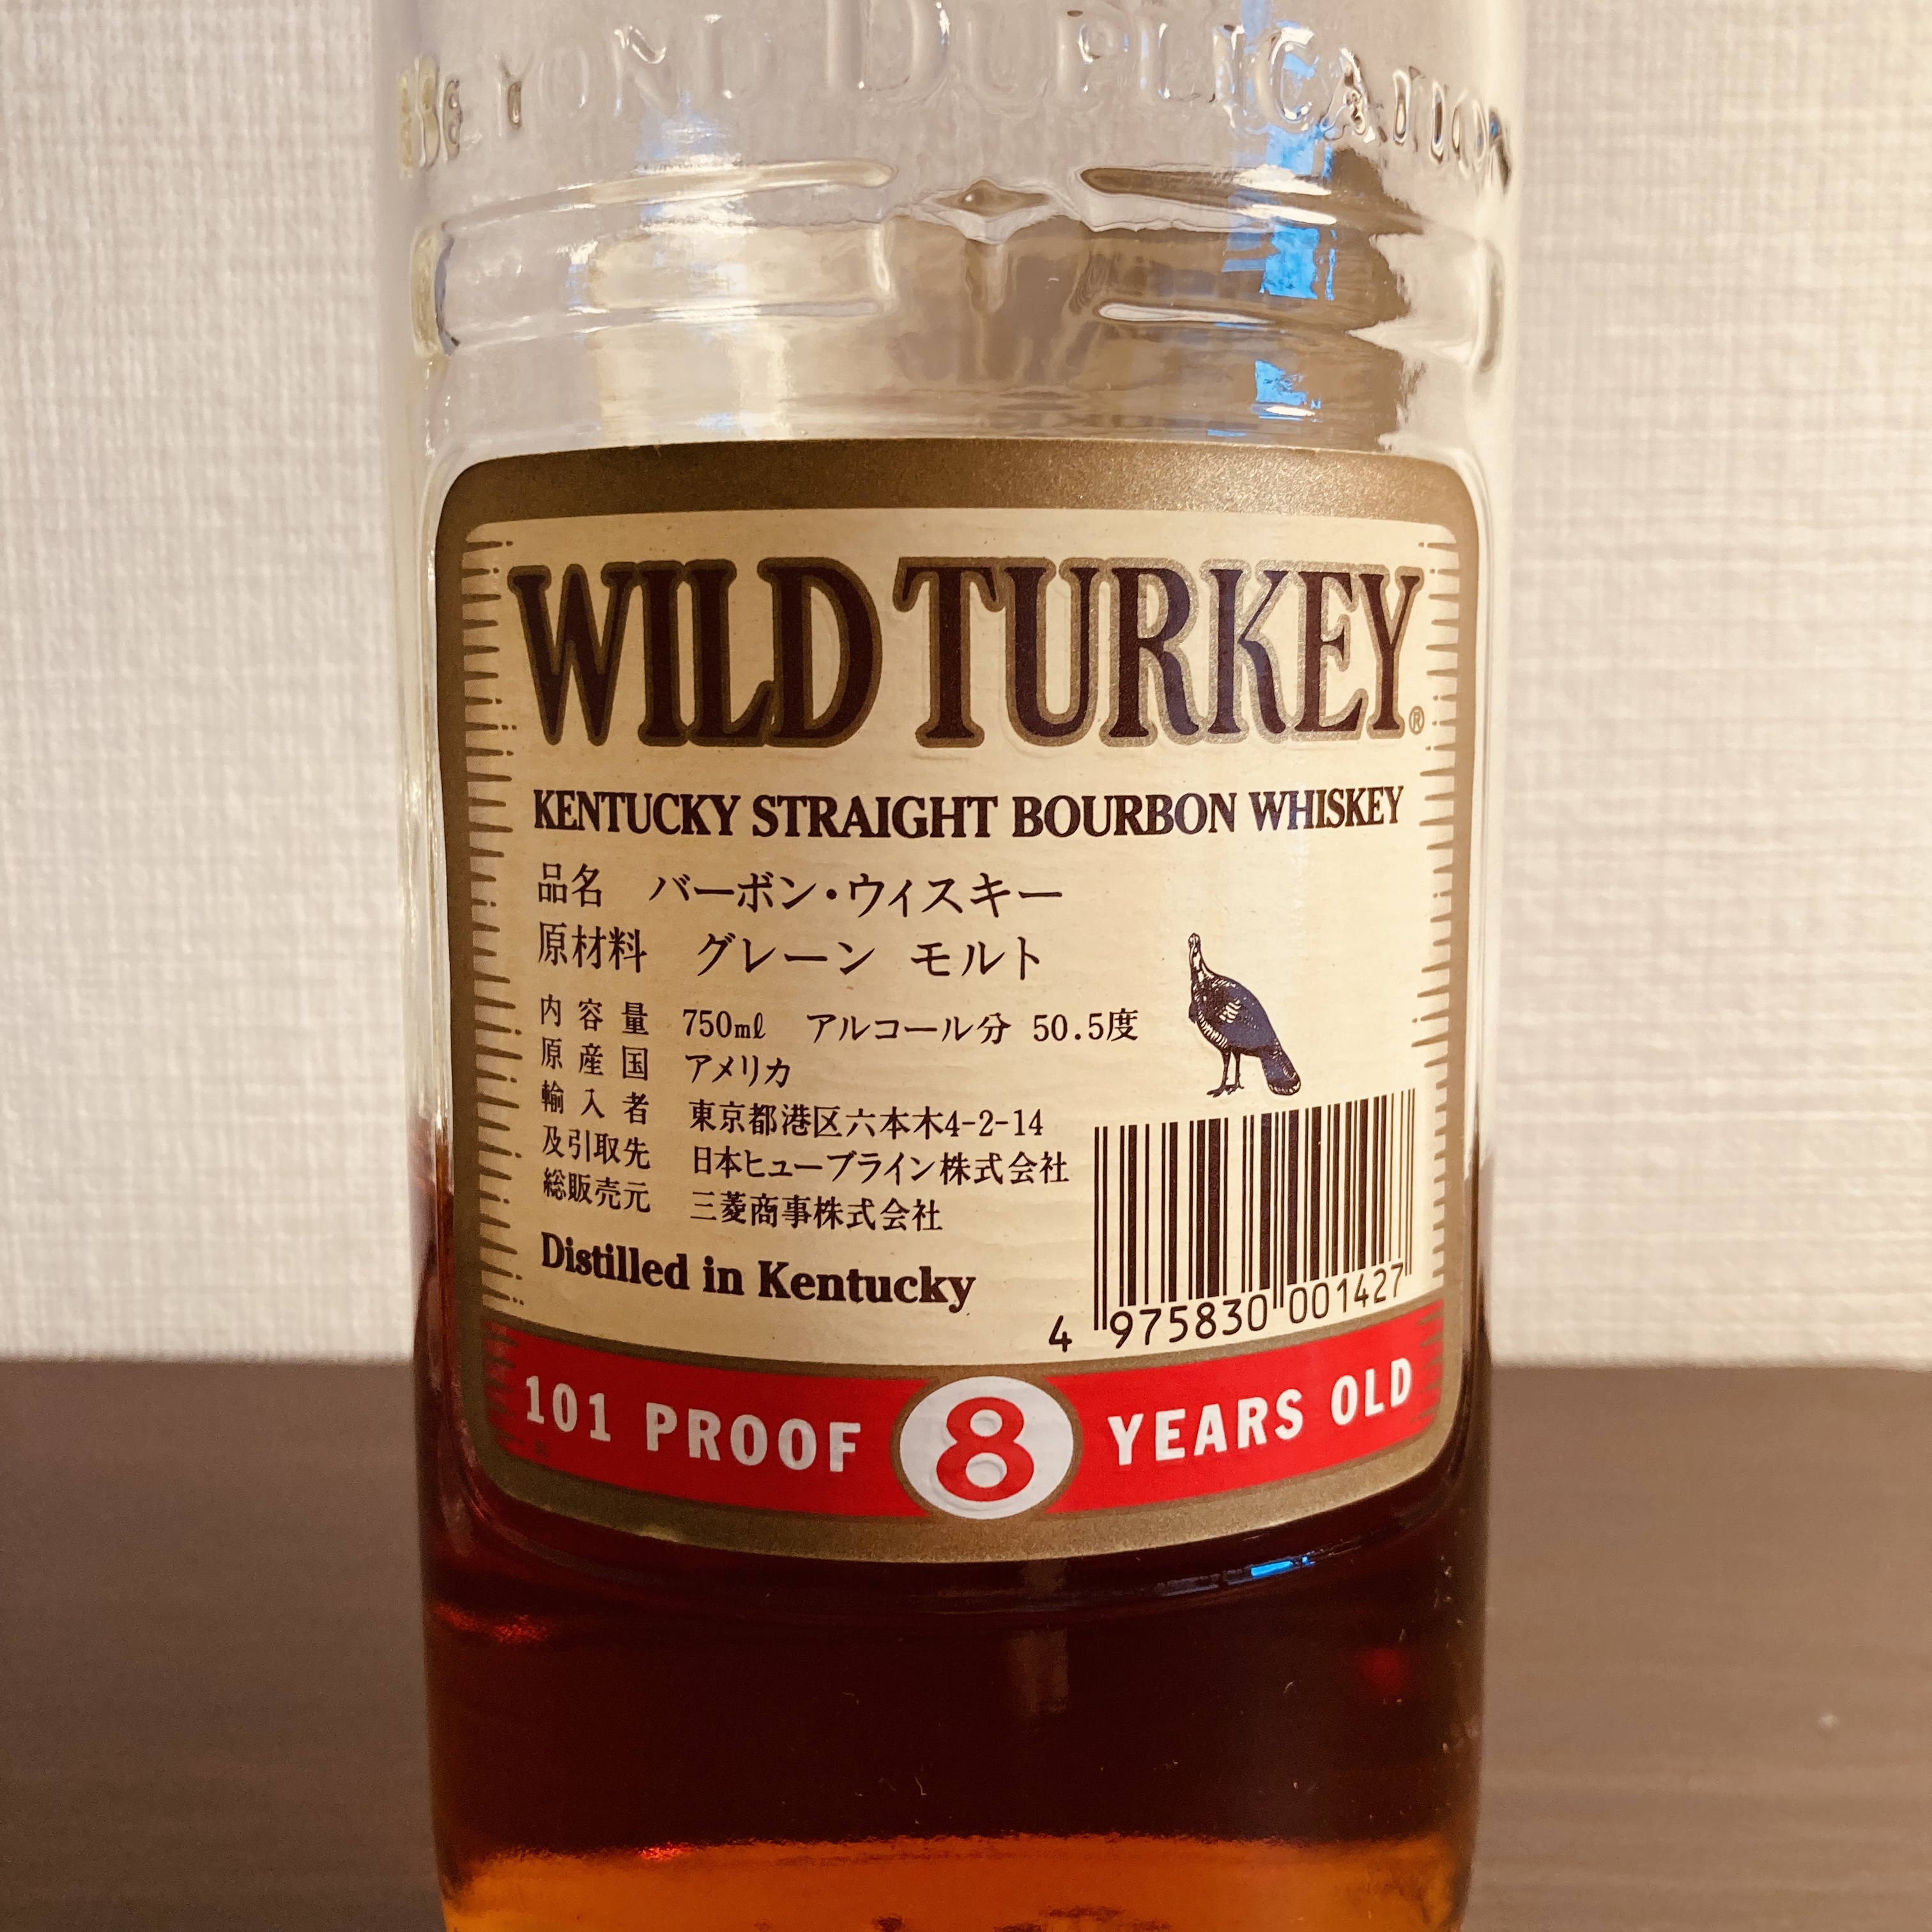 BEYOND DUPLICATION
WILD TURKEY®
KENTUCKY STRAIGHT BOURBON WHISKEY
品名 バーボン・ウィスキー
原材料 グレーン モルト
内容量 750mℓ アルコール分 50.5度
原産国 アメリカ
輸入者 東京都港区六本木4-2-14
及引取先 日本ヒューブライン株式会社
総販売元 三菱商事株式会社
Distilled in Kentucky
4 975830 001427
101 PROOF 8 YEARS OLD